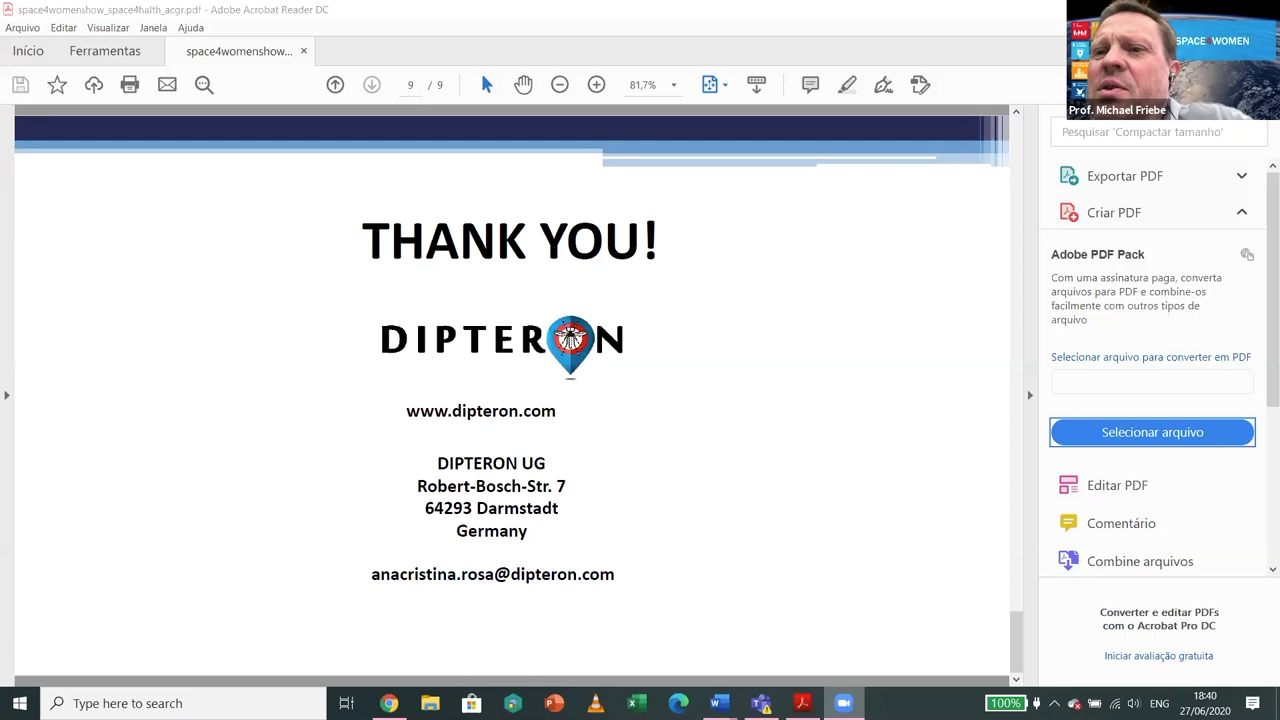 space4womenshow_space4halth_acgr.pdf - Adobe Acrobat Reader DC
Arquivo Editar Visualizar Janela Ajuda
Início Ferramentas space4womenshow... ×
9 / 9 81,7%
SPACE4WOMEN
Prof. Michael Friebe
Pesquisar 'Compactar tamanho'
Exportar PDF
Criar PDF
Adobe PDF Pack
Com uma assinatura paga, converta
arquivos para PDF e combine-os
facilmente com outros tipos de
arquivo
Selecionar arquivo para converter em PDF
Selecionar arquivo
Editar PDF
Comentário
Combine arquivos
Converter e editar PDFs
com o Acrobat Pro DC
Iniciar avaliação gratuita
THANK YOU!
DIPTERON
www.dipteron.com
DIPTERON UG
Robert-Bosch-Str. 7
64293 Darmstadt
Germany
anacristina.rosa@dipteron.com
Type here to search
100%
ENG
18:40
27/06/2020